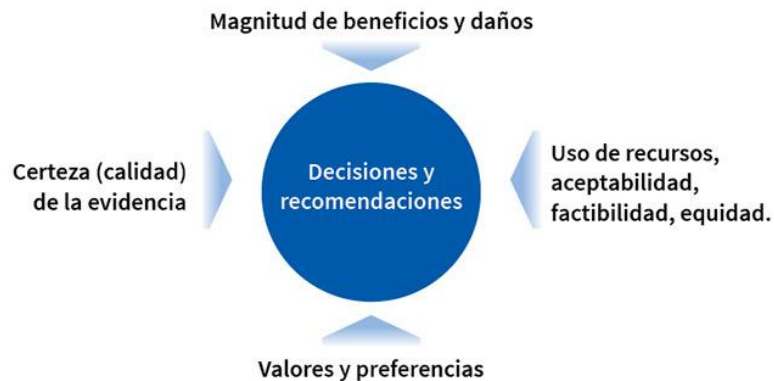 Magnitud de beneficios y daños
Certeza (calidad)
de la evidencia
Decisiones y
recomendaciones
Uso de recursos,
aceptabilidad,
factibilidad, equidad.
Valores y preferencias